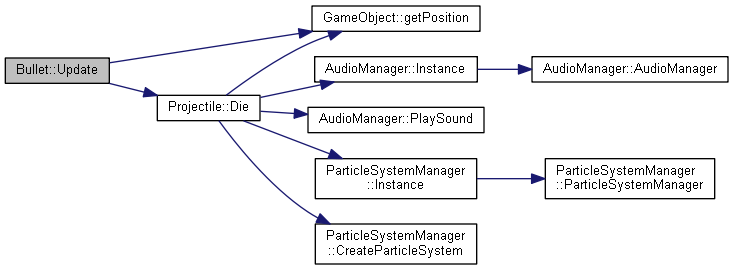 GameObject::getPosition
Bullet::Update
AudioManager::Instance
AudioManager::AudioManager
Projectile::Die
AudioManager::PlaySound
ParticleSystemManager
::Instance
ParticleSystemManager
::ParticleSystemManager
ParticleSystemManager
::CreateParticleSystem